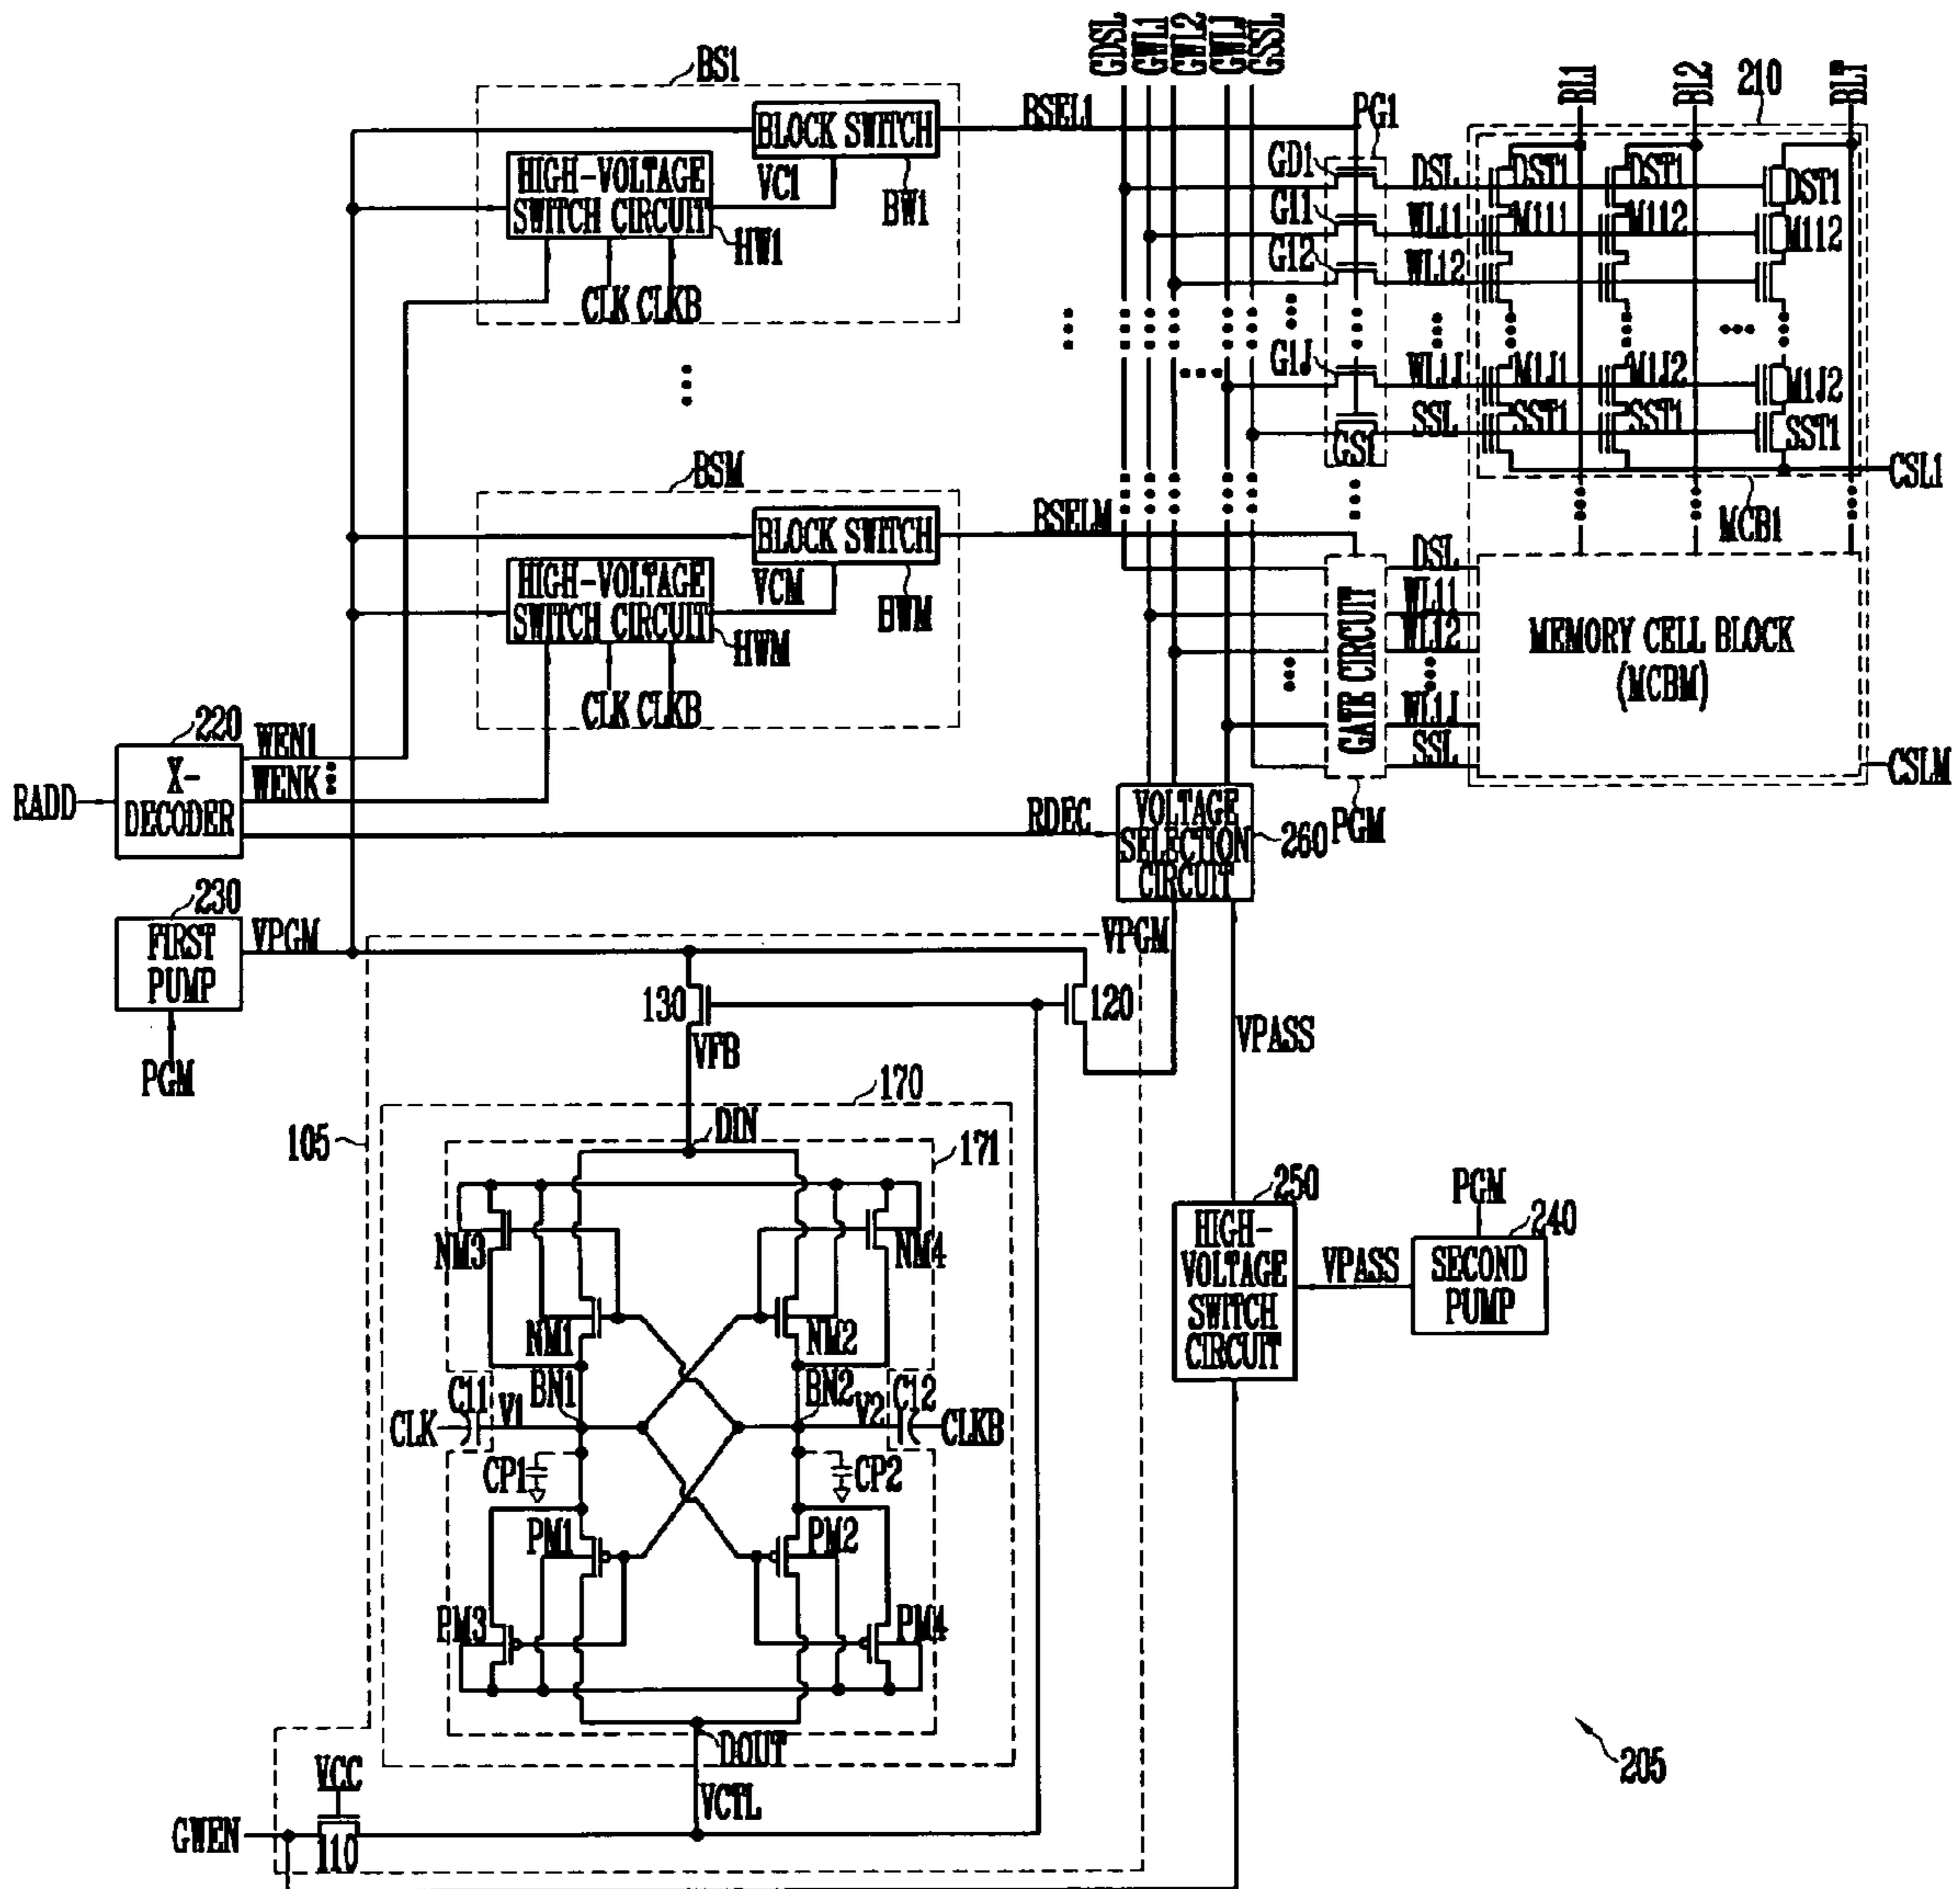 GDSL
GWL1
GWL2
GWLJ
GSSL
BS1
BLOCK SWITCH
HIGH-VOLTAGE
SWITCH CIRCUIT
VC1
BW1
HW1
CLK CLKB
BSEL1
PG1
BL1
BL2
210
BLT
GD1
DSL
DST1
DST1
DST1
G11
WL11
M111
M112
M112
G12
WL12
G1J
WL1J
M1J1
M1J2
M1J2
SSL
SST1
SST1
SST1
GS1
CSL1
MCB1
BSM
BLOCK SWITCH
HIGH-VOLTAGE
SWITCH CIRCUIT
VCM
BWM
HWM
CLK CLKB
BSELM
DSL
WL11
WL12
WL1J
SSL
GATE CIRCUIT
PGM
MEMORY CELL BLOCK
(MCBM)
CSLM
220
X-
DECODER
RADD
WEN1
WENK
RDEC
VOLTAGE
SELECTION
CIRCUIT
260
230
FIRST
PUMP
VPGM
PGM
VPGM
130
120
VFB
VPASS
170
105
DIN
171
NM3
NM4
NM1
NM2
250
HIGH-
VOLTAGE
SWITCH
CIRCUIT
VPASS
PGM
240
SECOND
PUMP
C11
BN1
BN2
C12
CLK
V1
V2
CLKB
CP1
CP2
PM1
PM2
PM3
PM4
DOUT
VCTL
VCC
GWEN
110
205